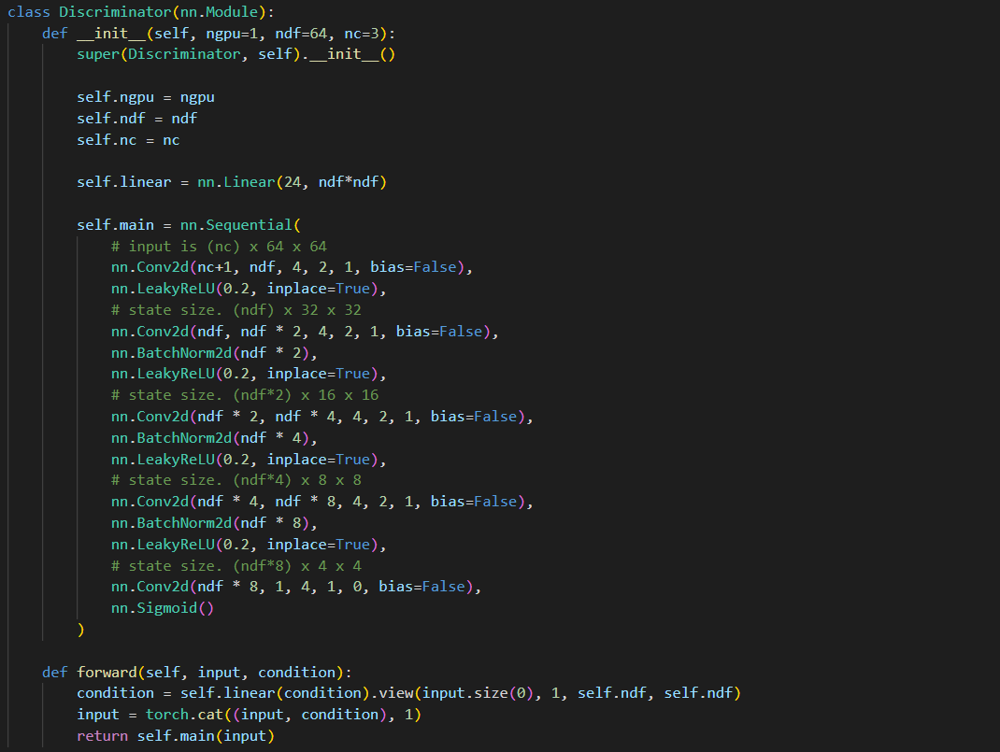 class Discriminator(nn.Module):
    def __init__(self, ngpu=1, ndf=64, nc=3):
        super(Discriminator, self).__init__()

        self.ngpu = ngpu
        self.ndf = ndf
        self.nc = nc

        self.linear = nn.Linear(24, ndf*ndf)

        self.main = nn.Sequential(
            # input is (nc) x 64 x 64
            nn.Conv2d(nc+1, ndf, 4, 2, 1, bias=False),
            nn.LeakyReLU(0.2, inplace=True),
            # state size. (ndf) x 32 x 32
            nn.Conv2d(ndf, ndf * 2, 4, 2, 1, bias=False),
            nn.BatchNorm2d(ndf * 2),
            nn.LeakyReLU(0.2, inplace=True),
            # state size. (ndf*2) x 16 x 16
            nn.Conv2d(ndf * 2, ndf * 4, 4, 2, 1, bias=False),
            nn.BatchNorm2d(ndf * 4),
            nn.LeakyReLU(0.2, inplace=True),
            # state size. (ndf*4) x 8 x 8
            nn.Conv2d(ndf * 4, ndf * 8, 4, 2, 1, bias=False),
            nn.BatchNorm2d(ndf * 8),
            nn.LeakyReLU(0.2, inplace=True),
            # state size. (ndf*8) x 4 x 4
            nn.Conv2d(ndf * 8, 1, 4, 1, 0, bias=False),
            nn.Sigmoid()
        )

    def forward(self, input, condition):
        condition = self.linear(condition).view(input.size(0), 1, self.ndf, self.ndf)
        input = torch.cat((input, condition), 1)
        return self.main(input)